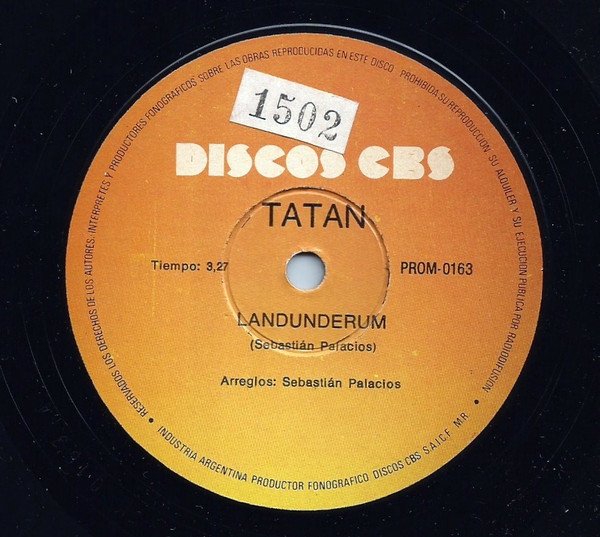 RESERVADOS LOS DERECHOS DE LOS AUTORES, INTERPRETES Y PRODUCTORES FONOGRAFICOS SOBRE LAS OBRAS REPRODUCIDAS EN ESTE DISCO. PROHIBIDA SU REPRODUCCION SU ALQUILER Y SU EJECUCION PUBLICA POR RADIODIFUSION
1502
DISCOS CBS
TATAN
Tiempo: 3,27
PROM-0163
LANDUNDERUM
(Sebastián Palacios)
Arreglos: Sebastián Palacios
INDUSTRIA ARGENTINA PRODUCTOR FONOGRAFICO DISCOS CBS S.A.I.C.F. M.R.